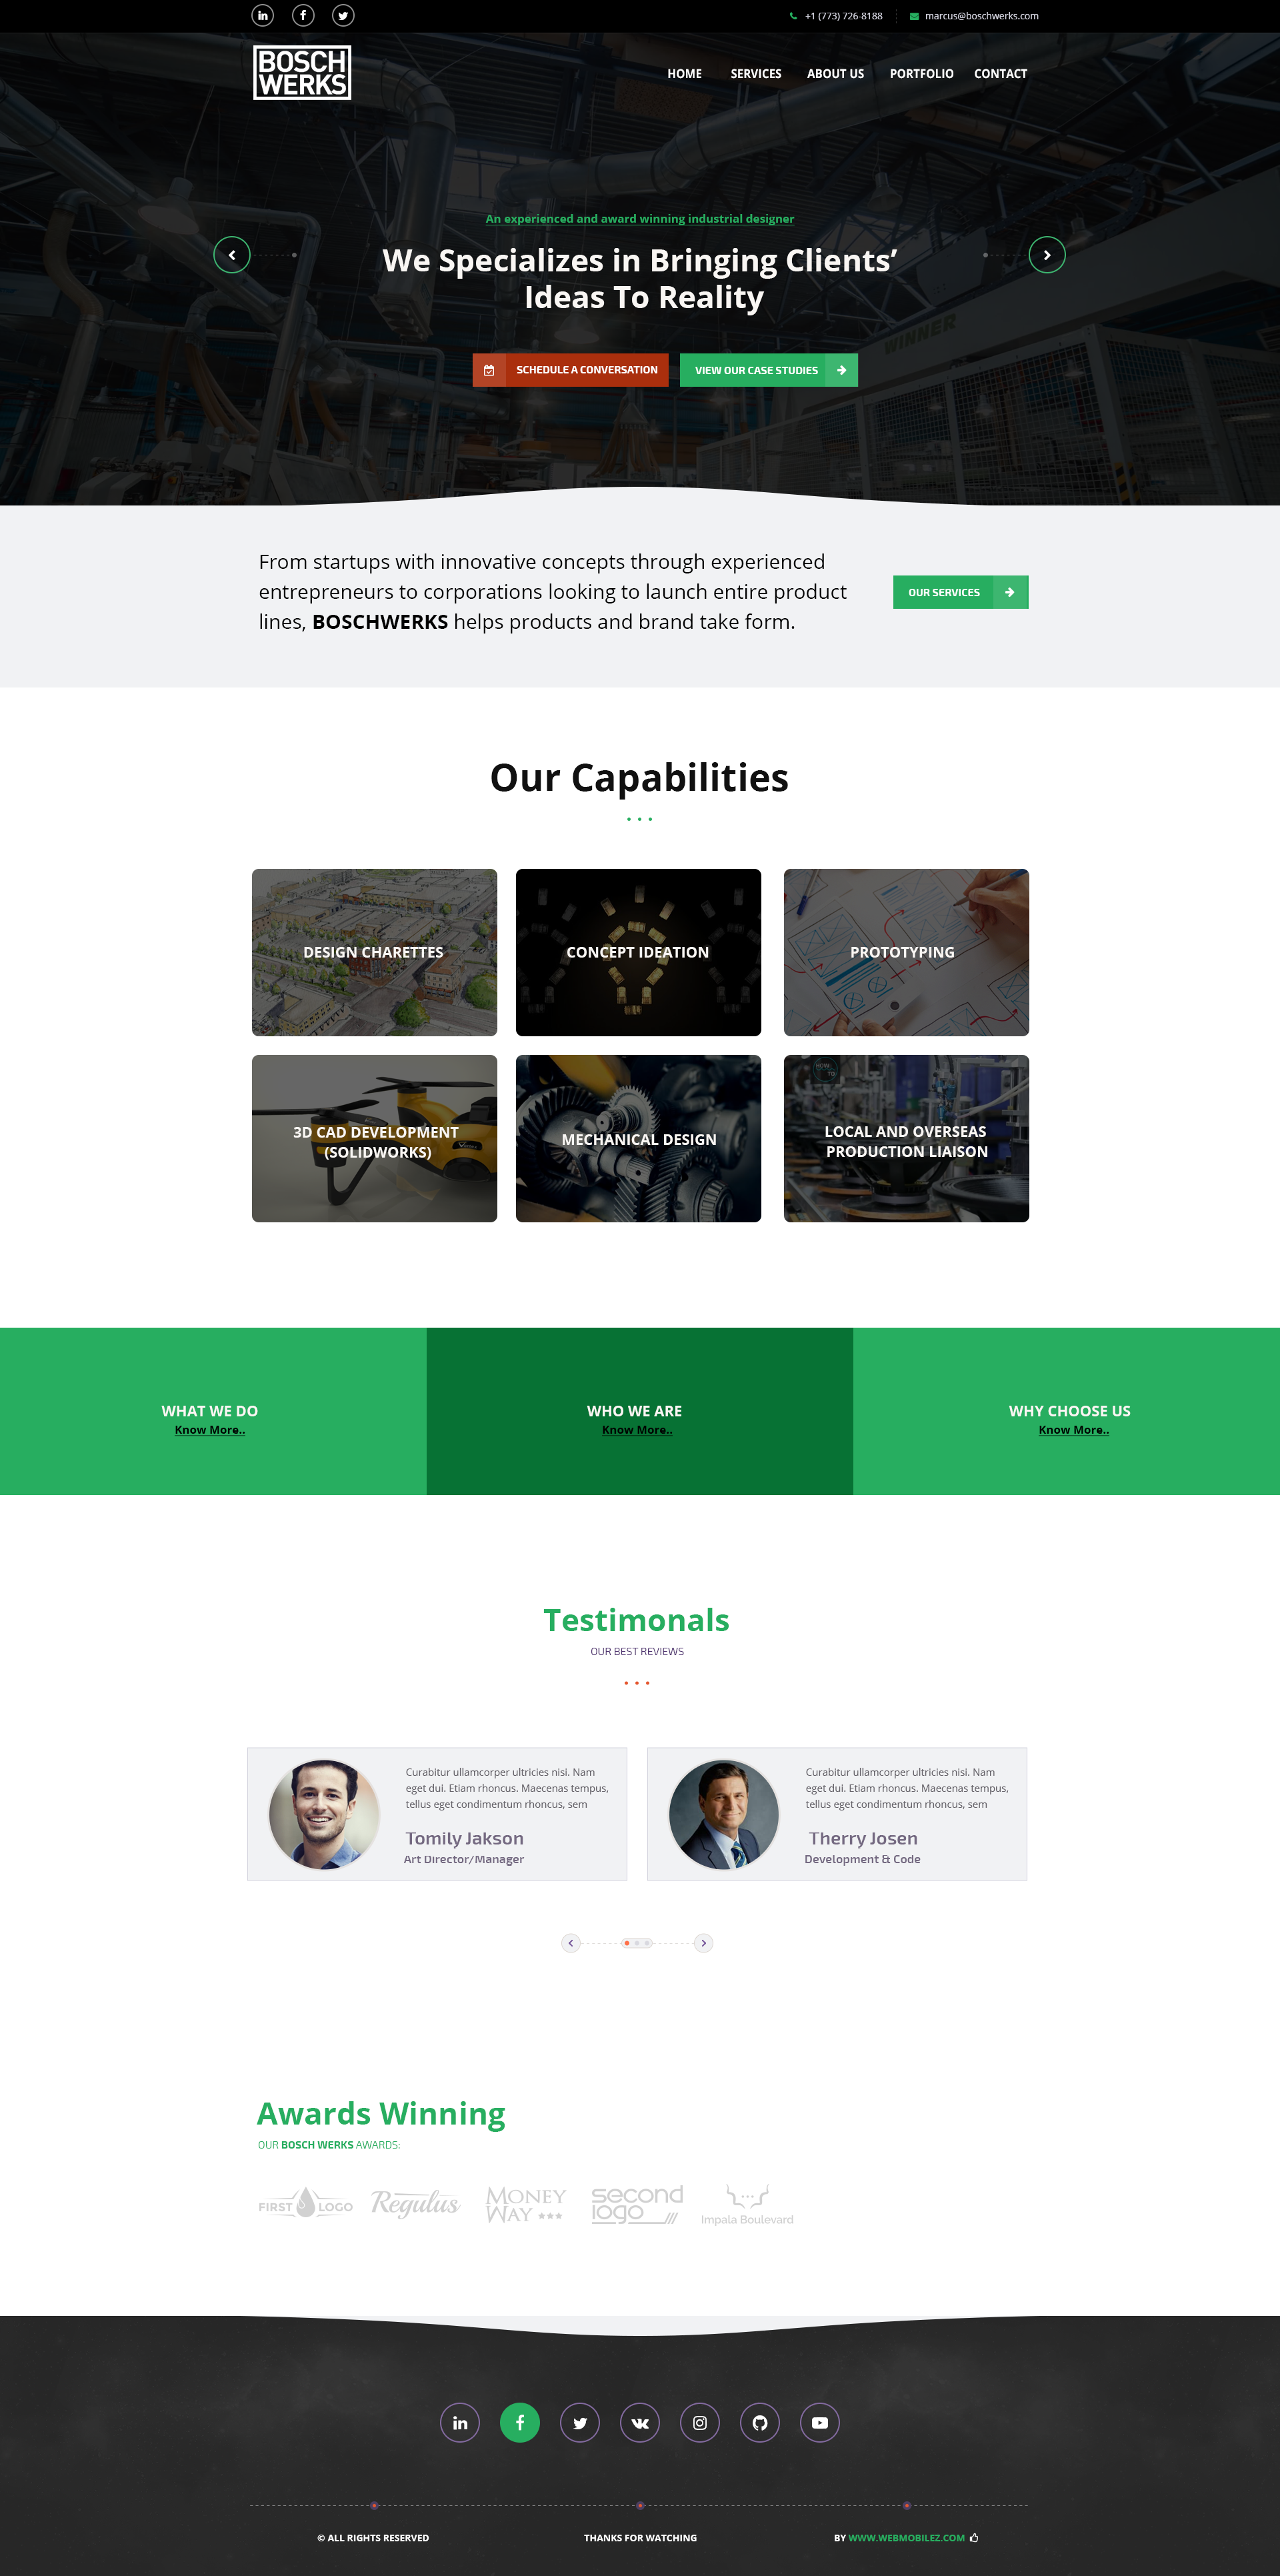 +1 (773) 726-8188
marcus@boschwerks.com
BOSCH
WERKS
HOME SERVICES ABOUT US PORTFOLIO CONTACT
An experienced and award winning industrial designer
We Specializes in Bringing Clients’
Ideas To Reality
WINNER
SCHEDULE A CONVERSATION
VIEW OUR CASE STUDIES
From startups with innovative concepts through experienced
entrepreneurs to corporations looking to launch entire product
lines, BOSCHWERKS helps products and brand take form.
OUR SERVICES
Our Capabilities
DESIGN CHARETTES
CONCEPT IDEATION
PROTOTYPING
3D CAD DEVELOPMENT
(SOLIDWORKS)
MECHANICAL DESIGN
HOW-
TO
LOCAL AND OVERSEAS
PRODUCTION LIAISON
WHAT WE DO
Know More..
WHO WE ARE
Know More..
WHY CHOOSE US
Know More..
Testimonals
OUR BEST REVIEWS
Curabitur ullamcorper ultricies nisi. Nam
eget dui. Etiam rhoncus. Maecenas tempus,
tellus eget condimentum rhoncus, sem
Tomily Jakson
Art Director/Manager
Curabitur ullamcorper ultricies nisi. Nam
eget dui. Etiam rhoncus. Maecenas tempus,
tellus eget condimentum rhoncus, sem
Therry Josen
Development & Code
Awards Winning
OUR BOSCH WERKS AWARDS:
FIRST LOGO
Regulus
MONEY
WAY
second
logo
Impala Boulevard
© ALL RIGHTS RESERVED
THANKS FOR WATCHING
BY WWW.WEBMOBILEZ.COM